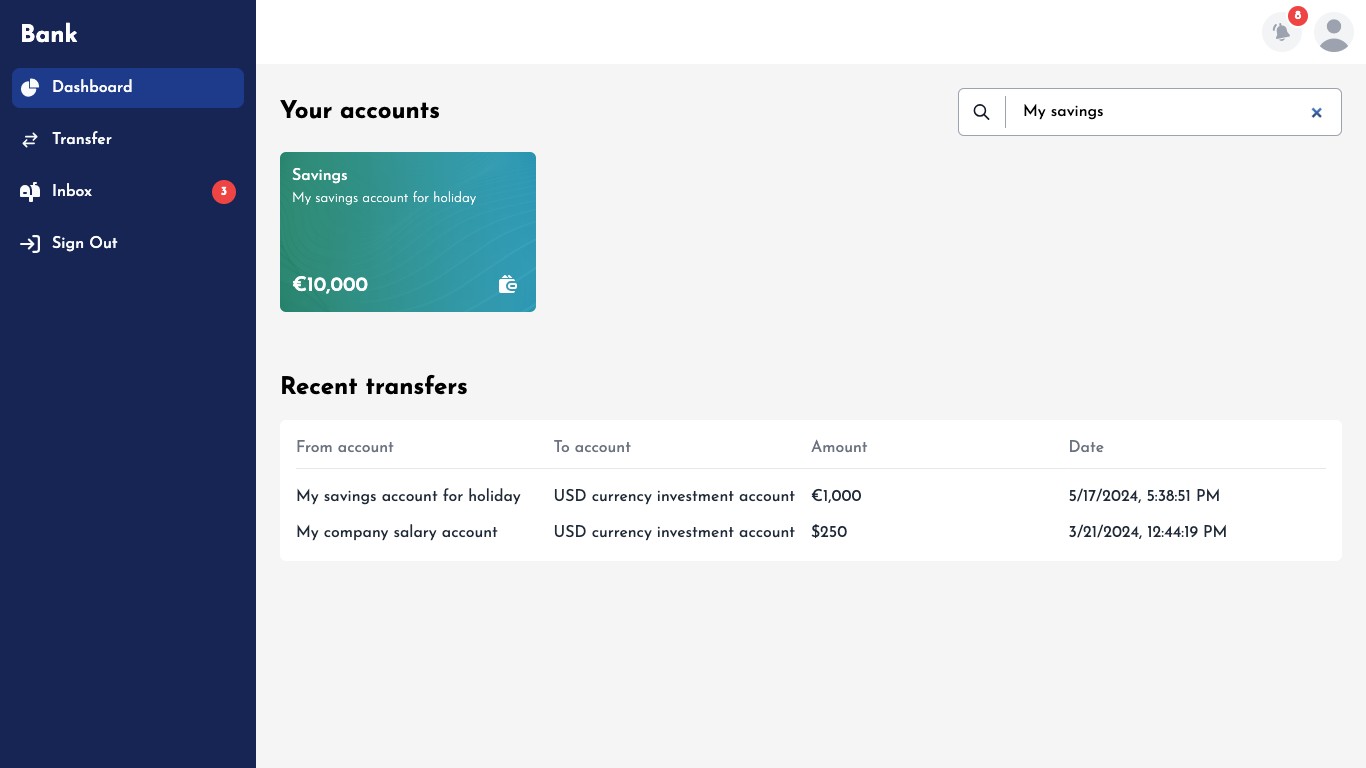 Bank
Dashboard
Transfer
Inbox
3
Sign Out
8
Your accounts
My savings
Savings
My savings account for holiday
€10,000
Recent transfers
From account To account Amount Date
My savings account for holiday USD currency investment account €1,000 5/17/2024, 5:38:51 PM
My company salary account USD currency investment account $250 3/21/2024, 12:44:19 PM